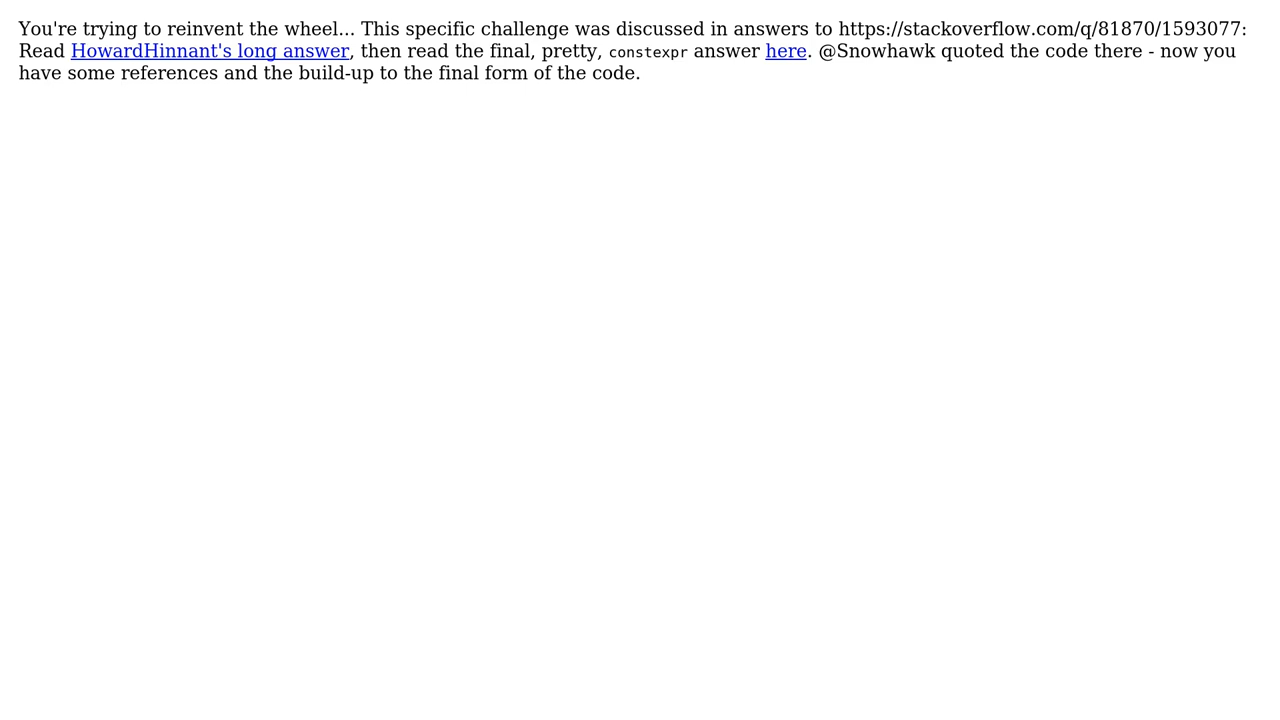 You're trying to reinvent the wheel... This specific challenge was discussed in answers to https://stackoverflow.com/q/81870/1593077:
Read HowardHinnant's long answer, then read the final, pretty, constexpr answer here. @Snowhawk quoted the code there - now you
have some references and the build-up to the final form of the code.